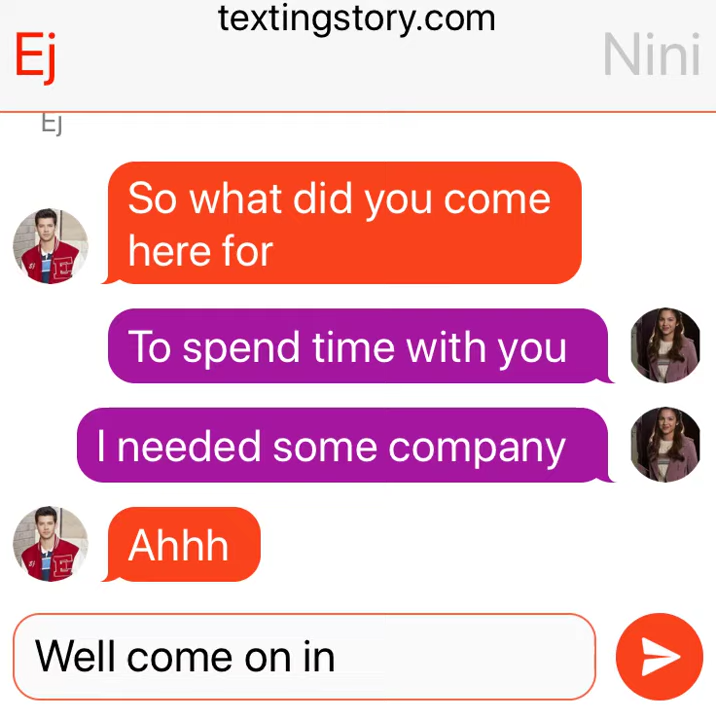 textingstory.com
Ej
Nini
Ej
So what did you come
here for
To spend time with you
I needed some company
Ahhh
Well come on in